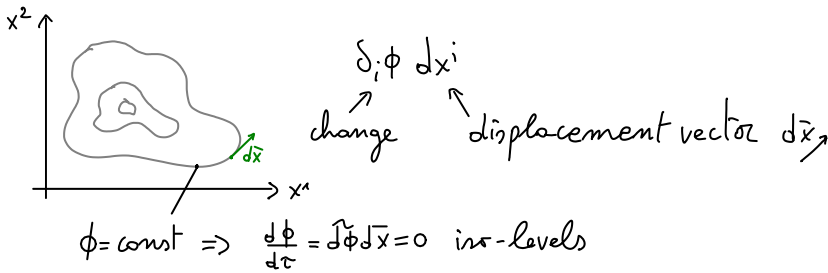 x²
δ,ᵢϕ dxⁱ
change displacement vector dx̄
dx̄
x¹
ϕ = const => dϕ/dτ = d̃ϕ dx̄ = 0 iso-levels